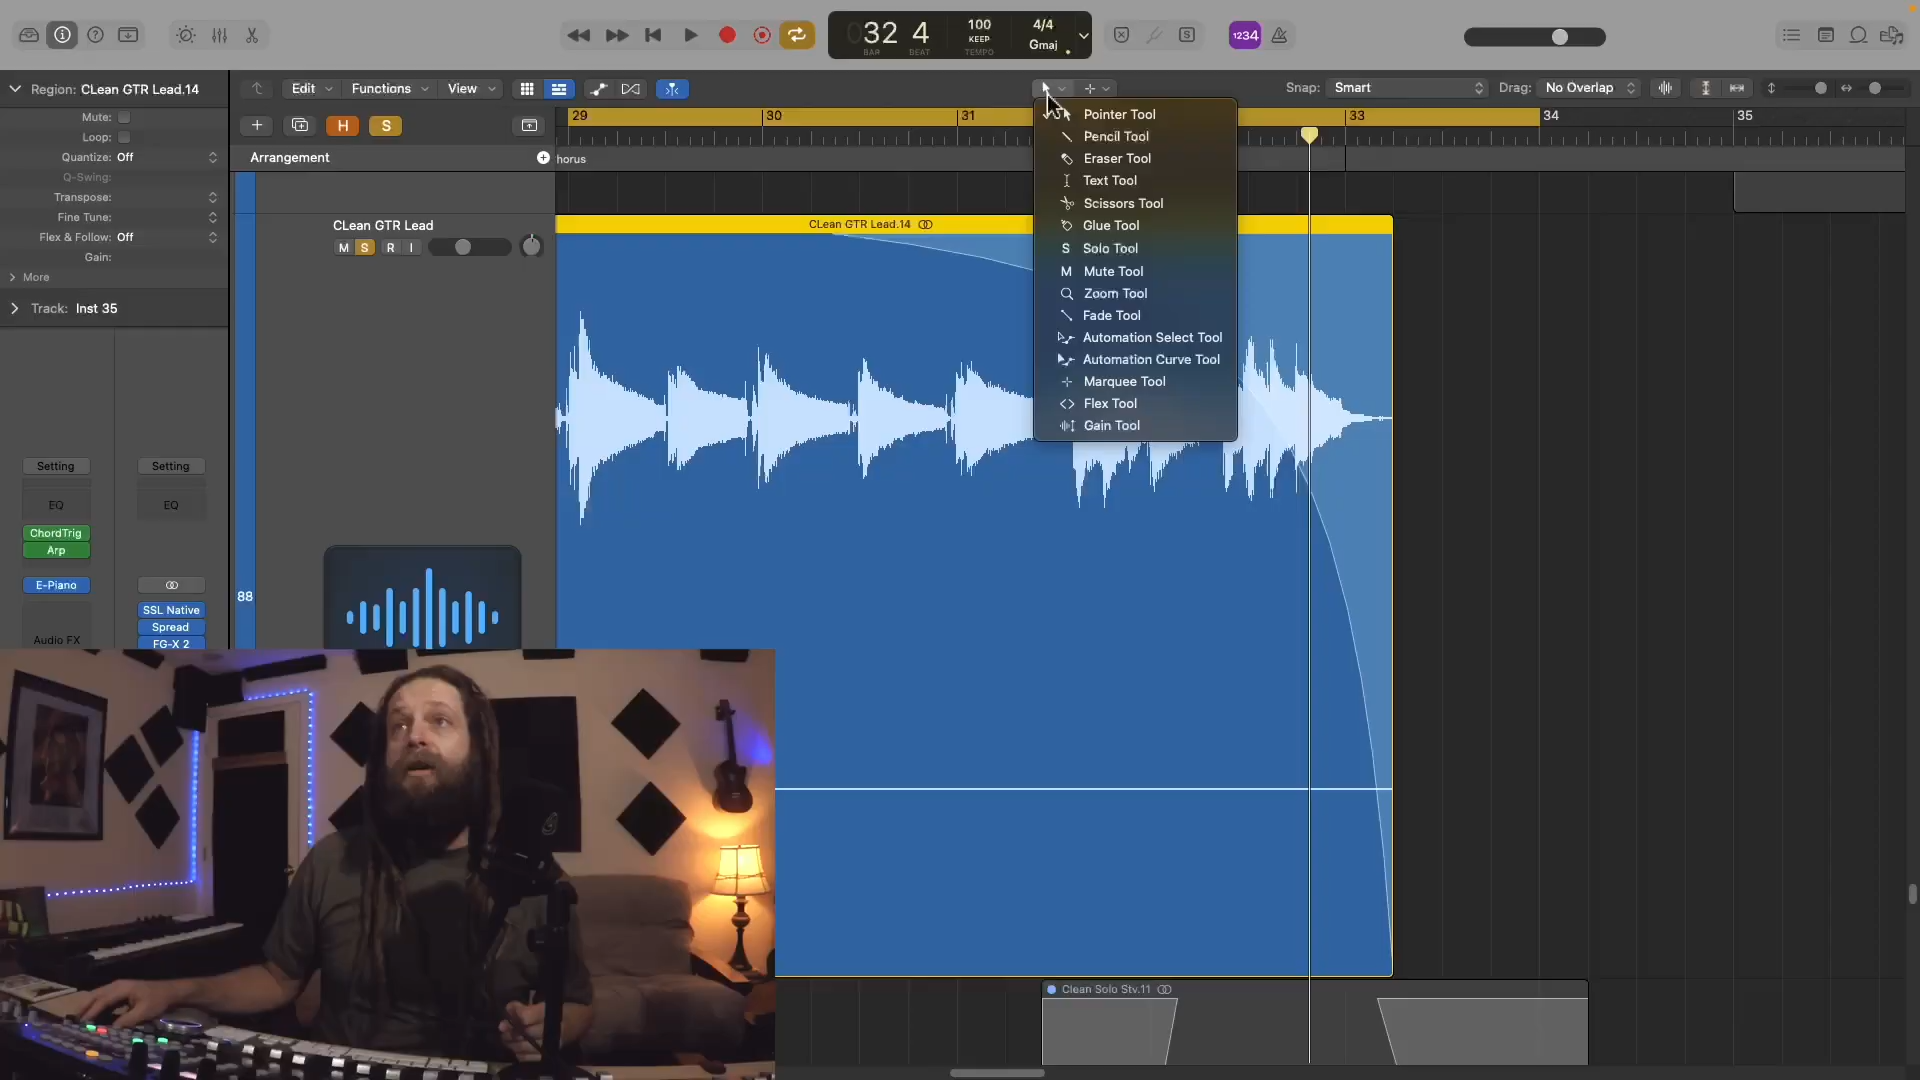 32 4
BAR BEAT
100
KEEP
TEMPO
4/4
Gmaj
S
1234
Region: CLean GTR Lead.14
Mute:
Loop:
Quantize: Off
Q-Swing:
Transpose:
Fine Tune:
Flex & Follow: Off
Gain:
More
Track: Inst 35
Setting
Setting
EQ
EQ
ChordTrig
Arp
E-Piano
SSL Native
Spread
Audio FX
FG-X 2
Edit
Functions
View
Snap: Smart
Drag: No Overlap
H
S
29
30
31
33
34
35
Arrangement
horus
CLean GTR Lead
M S R I
88
CLean GTR Lead.14
Pointer Tool
Pencil Tool
Eraser Tool
Text Tool
Scissors Tool
Glue Tool
S Solo Tool
M Mute Tool
Zoom Tool
Fade Tool
Automation Select Tool
Automation Curve Tool
Marquee Tool
Flex Tool
Gain Tool
Clean Solo Stv.11